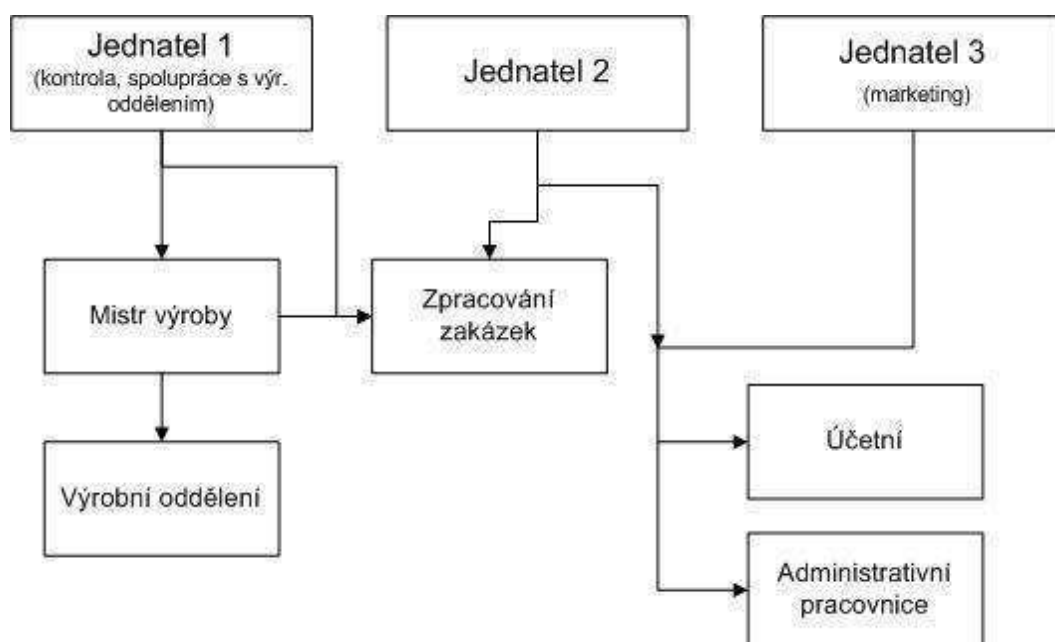 Jednatel 1
(kontrola, spolupráce s výr.
oddělením)
Jednatel 2
Jednatel 3
(marketing)
Mistr výroby
Zpracování
zakázek
Výrobní oddělení
Účetní
Administrativní
pracovnice